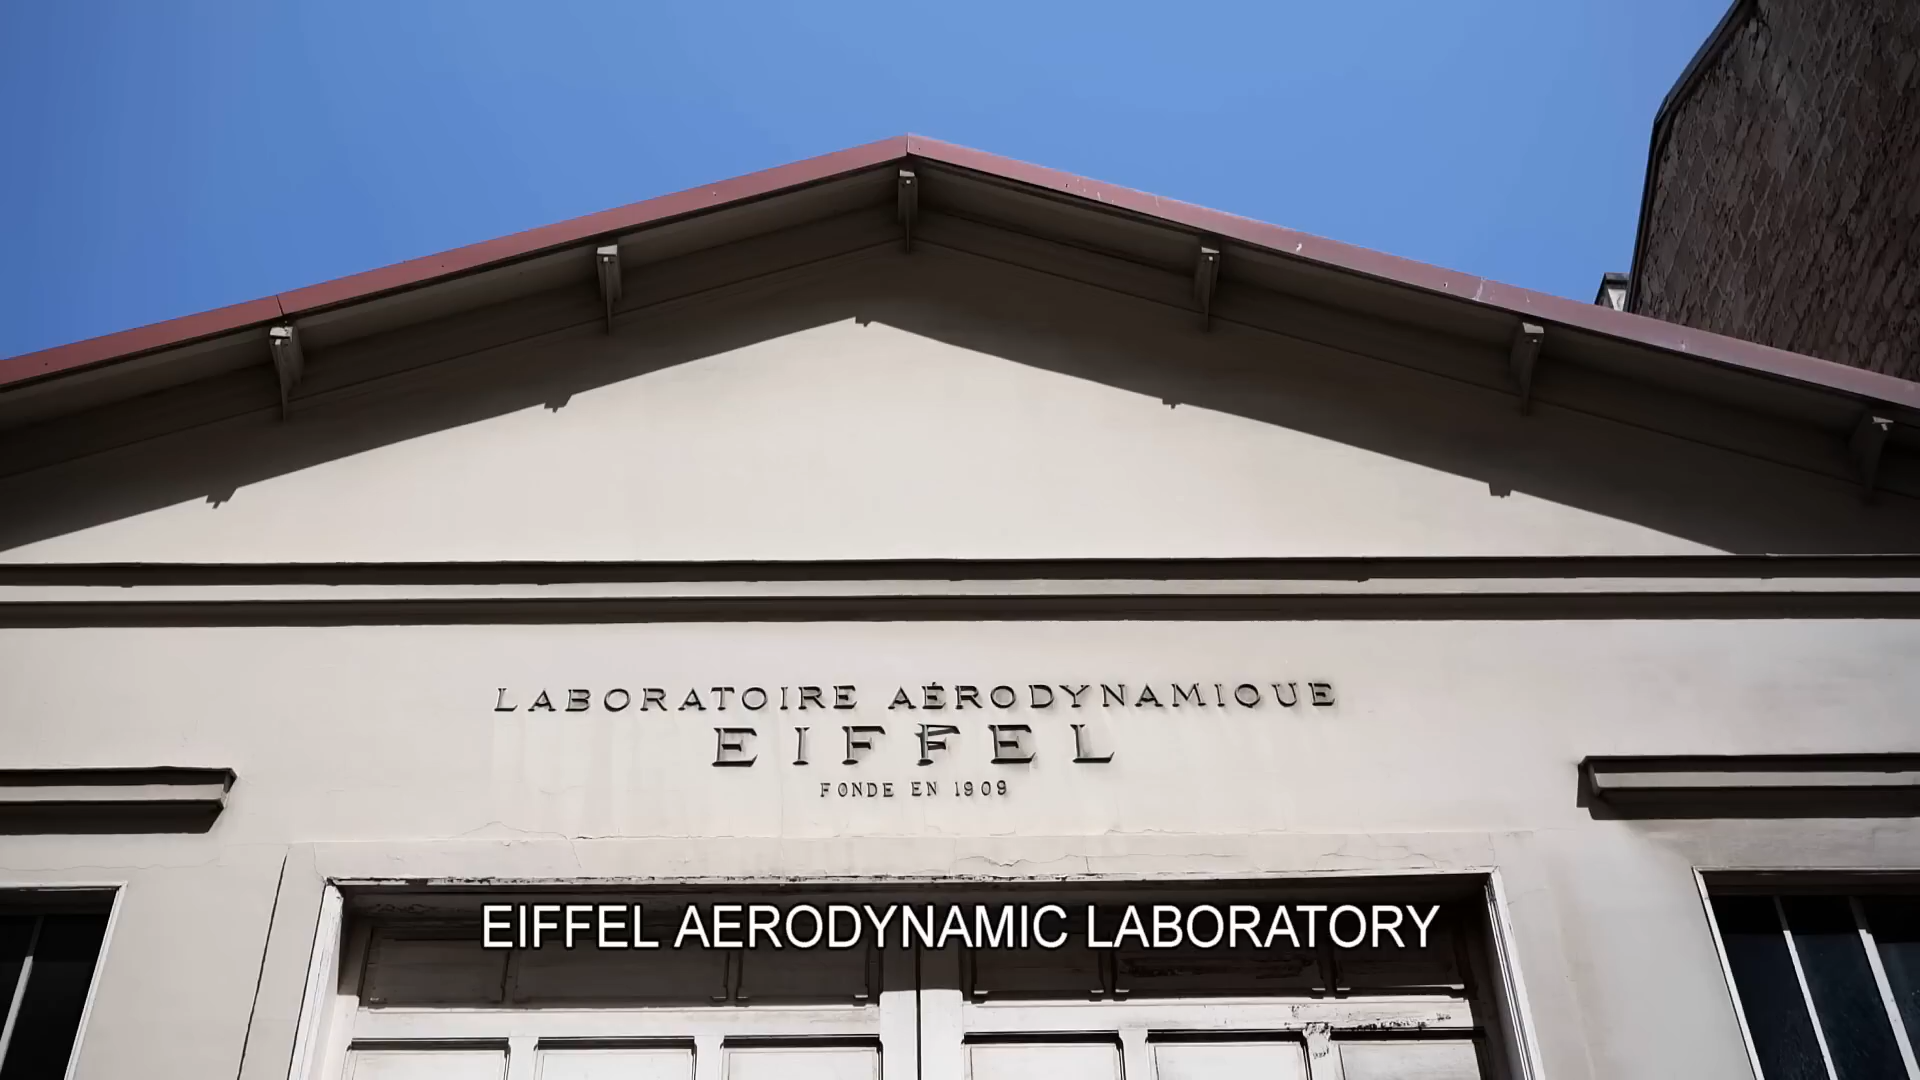 LABORATOIRE AÉRODYNAMIQUE
EIFFEL
FONDE EN 1909
EIFFEL AERODYNAMIC LABORATORY